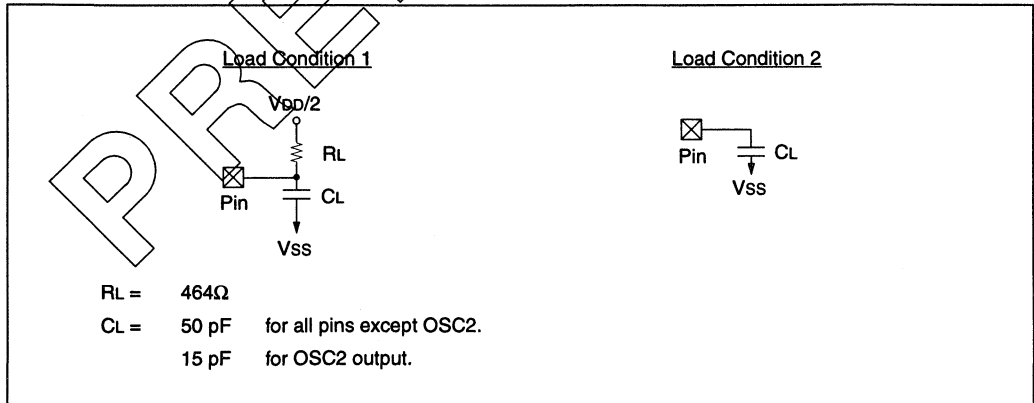 PRE
Load Condition 1
Load Condition 2
VDD/2
RL
Pin
CL
VSS
Pin
CL
VSS
RL = 464Ω
CL = 50 pF for all pins except OSC2.
15 pF for OSC2 output.